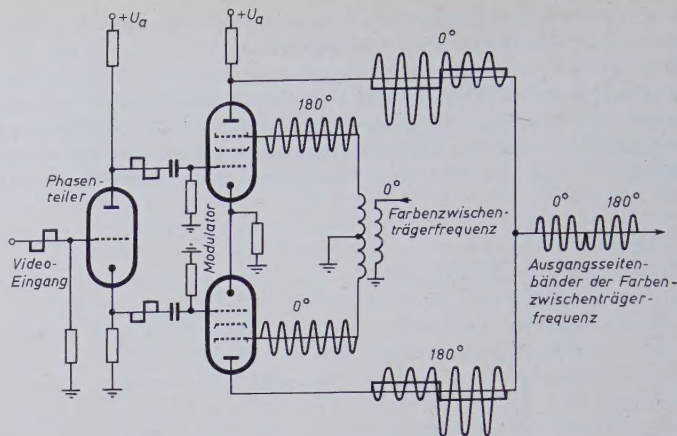 +Ua
+Ua
0°
180°
Phasen-
teiler
Modulator
0°
Farbenzwischen-
trägerfrequenz
0° 180°
Video-
Eingang
Ausgangsseiten-
bänder der Farben-
zwischenträger-
frequenz
0°
180°